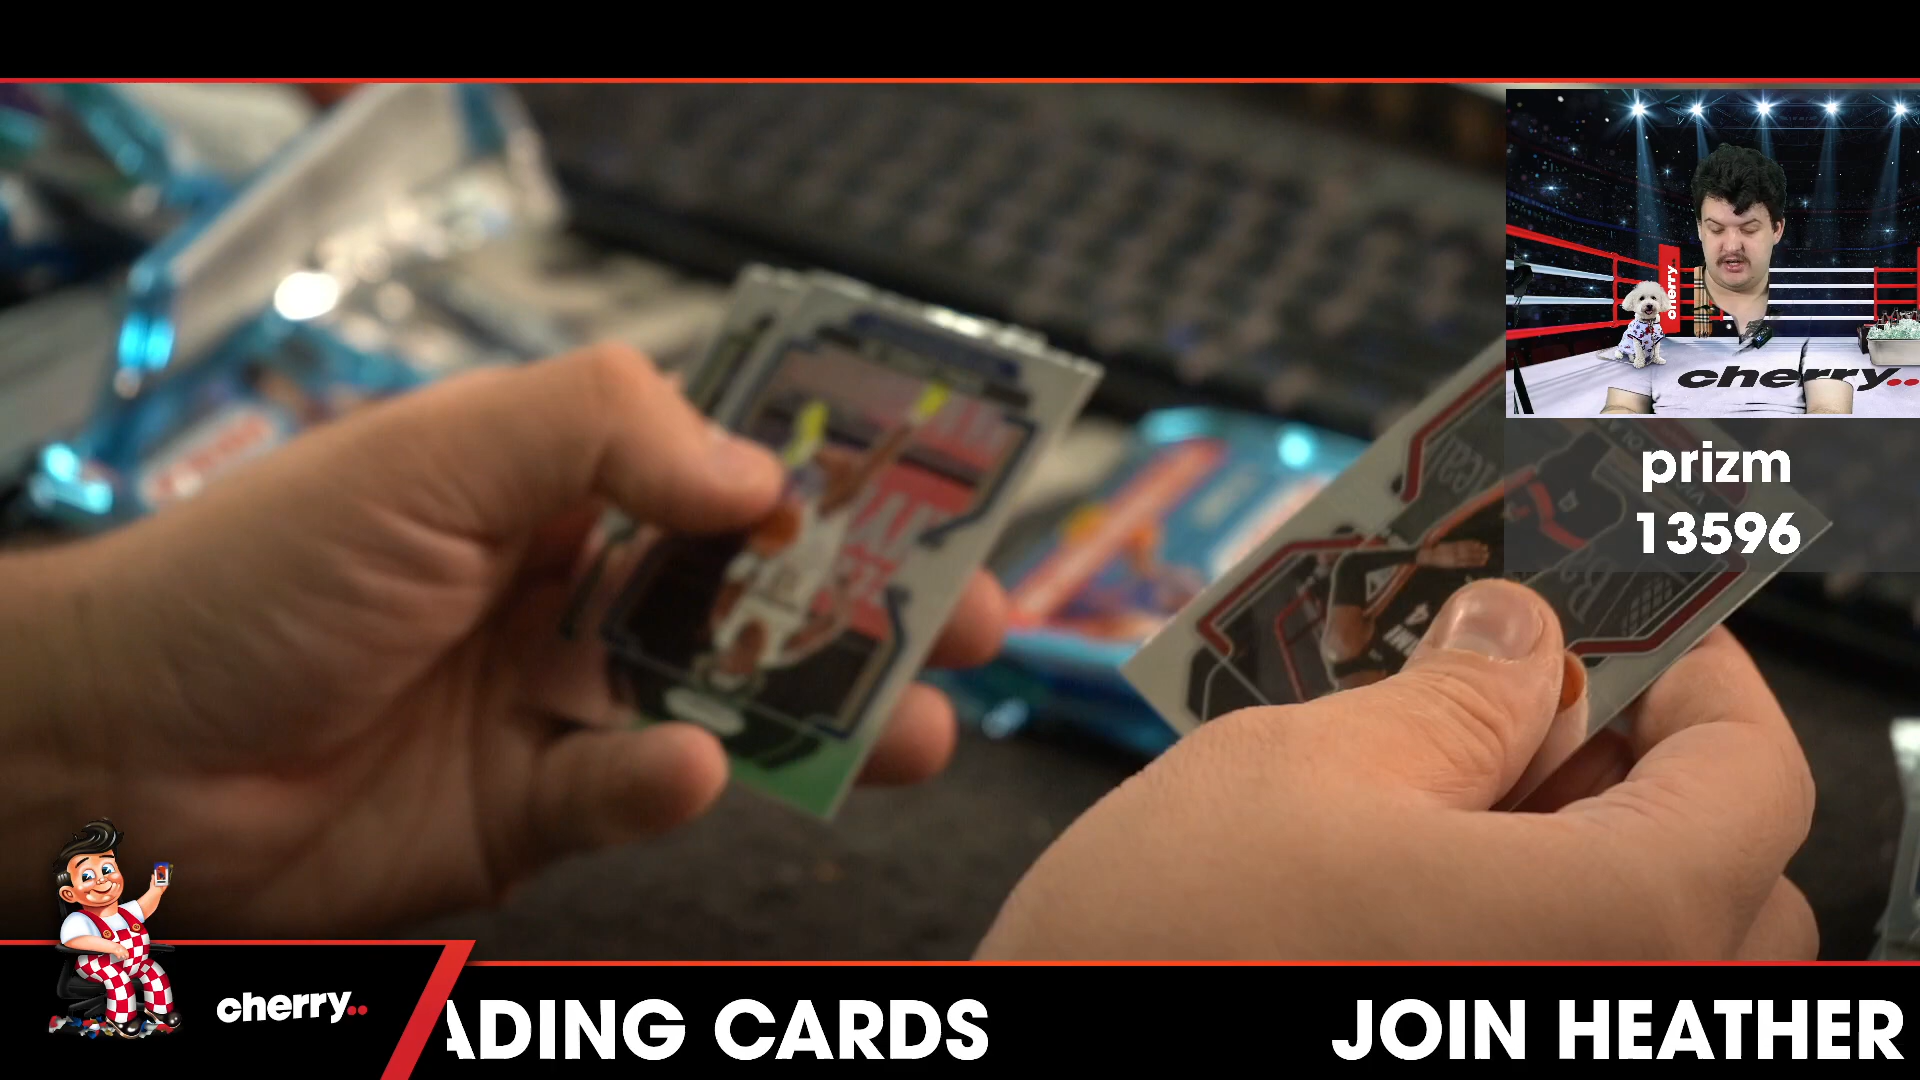 cherry
cherry..
prizm
13596
cherry..
ADING CARDS
JOIN HEATHER